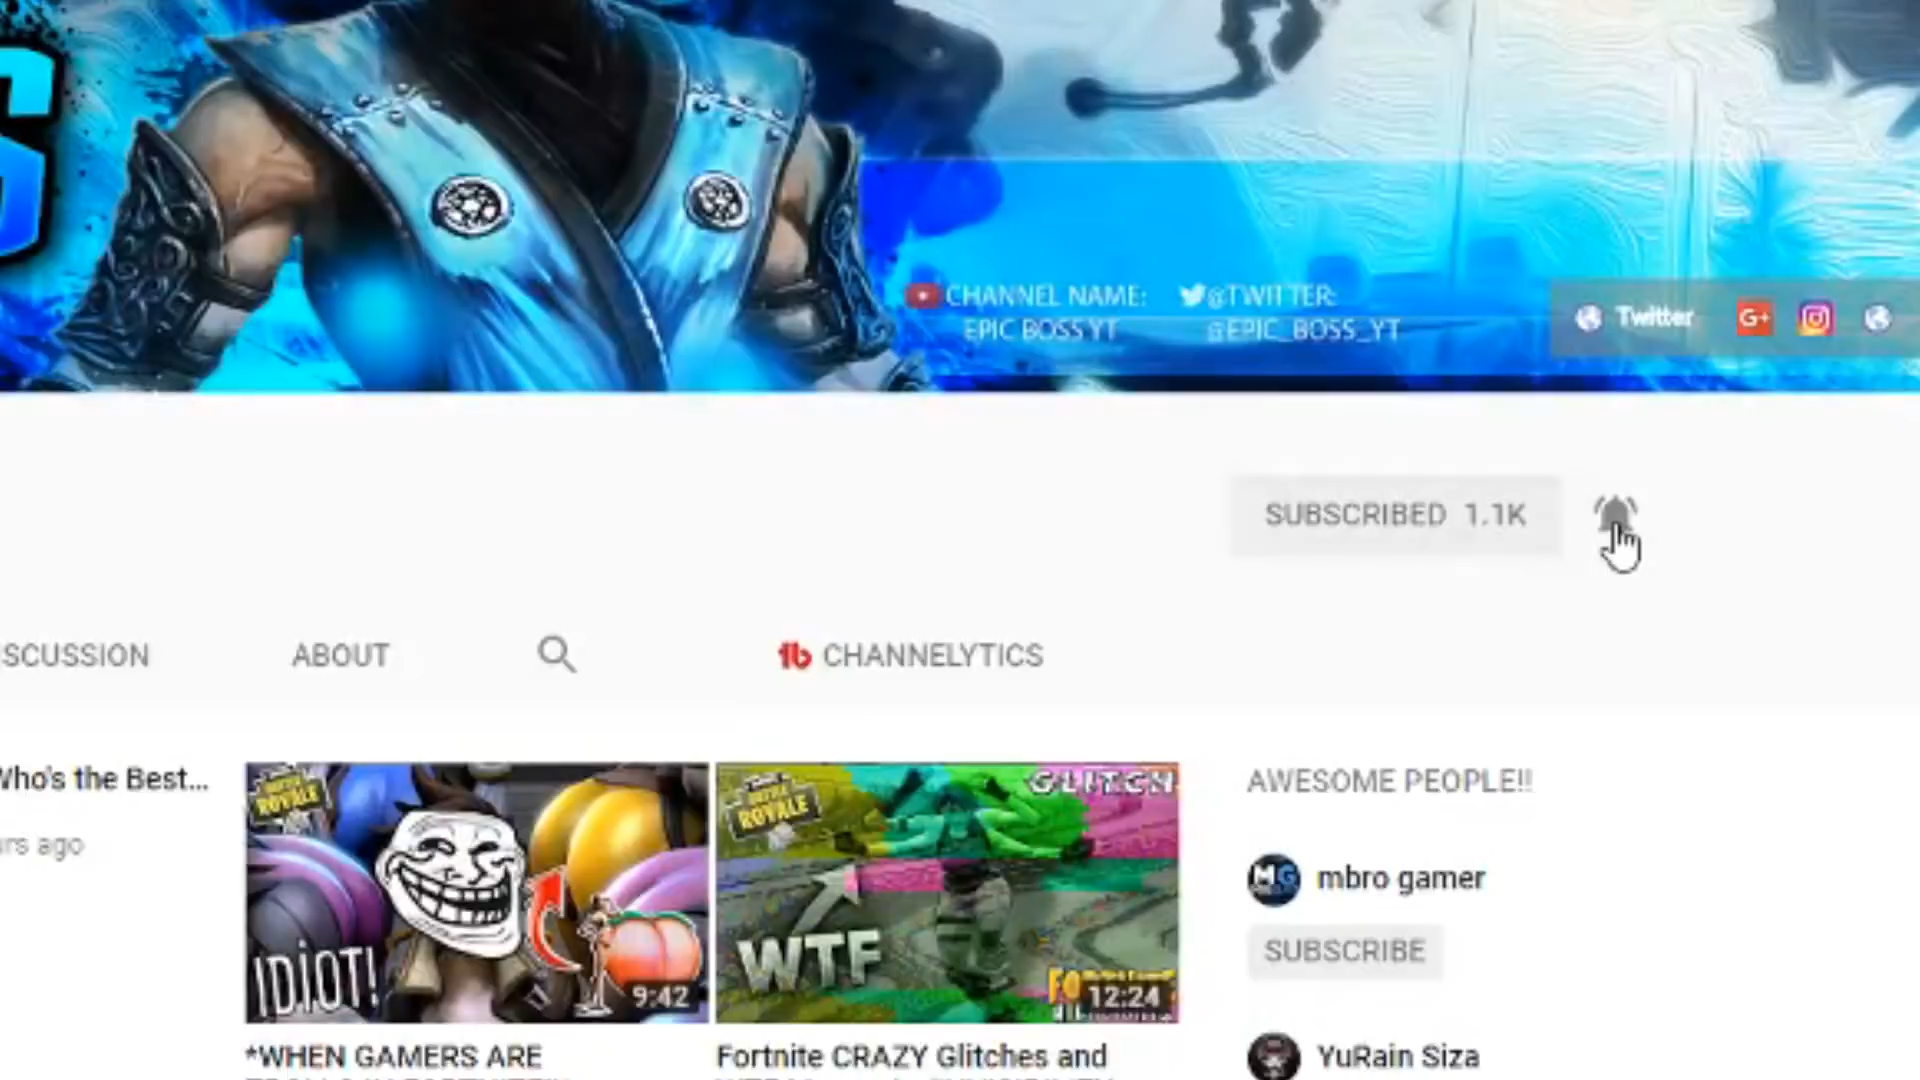 S
CHANNEL NAME:
EPIC BOSS YT
@TWITTER:
@EPIC_BOSS_YT
Twitter
G+
SUBSCRIBED 1.1K
SCUSSION
ABOUT
CHANNELYTICS
Who's the Best...
urs ago
ROYALE
IDIOT!
9:42
*WHEN GAMERS ARE
ROYALE
GLITCH
WTF
12:24
Fortnite CRAZY Glitches and
AWESOME PEOPLE!!
MG
mbro gamer
SUBSCRIBE
YuRain Siza